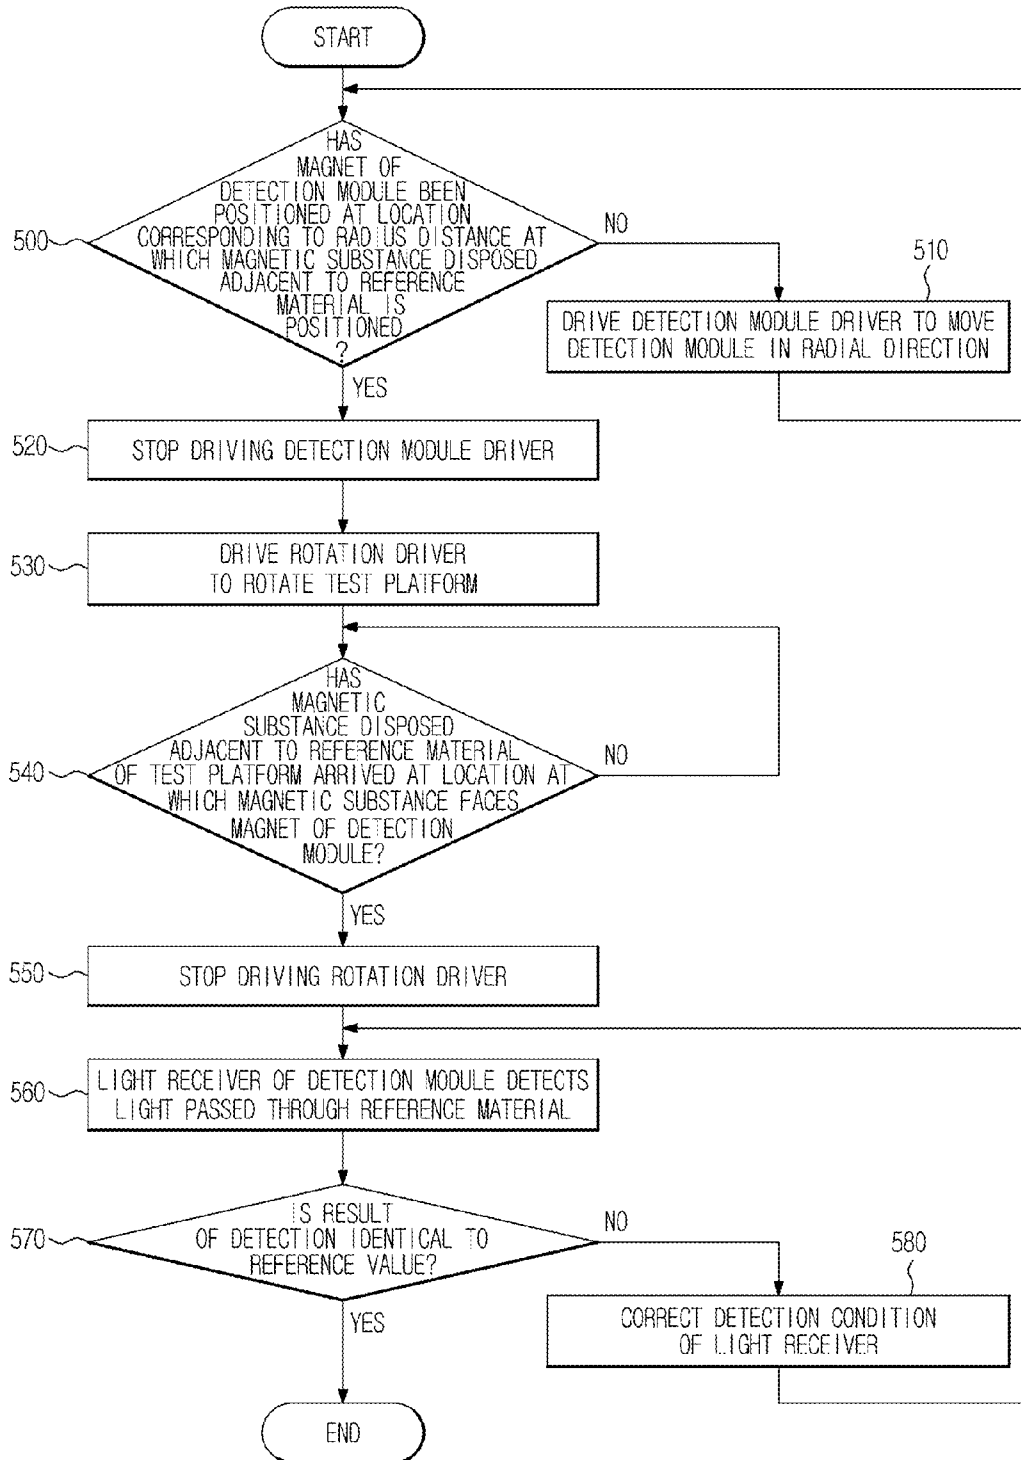 START
HAS
MAGNET OF
DETECTION MODULE BEEN
POSITIONED AT LOCATION
CORRESPONDING TO RADIUS DISTANCE AT
WHICH MAGNETIC SUBSTANCE DISPOSED
ADJACENT TO REFERENCE
MATERIAL IS
POSITIONED
?
500
NO
510
DRIVE DETECTION MODULE DRIVER TO MOVE
DETECTION MODULE IN RADIAL DIRECTION
YES
520
STOP DRIVING DETECTION MODULE DRIVER
530
DRIVE ROTATION DRIVER
TO ROTATE TEST PLATFORM
HAS
MAGNETIC
SUBSTANCE DISPOSED
ADJACENT TO REFERENCE MATERIAL
OF TEST PLATFORM ARRIVED AT LOCATION AT
WHICH MAGNETIC SUBSTANCE FACES
MAGNET OF DETECTION
MODULE?
540
NO
YES
550
STOP DRIVING ROTATION DRIVER
560
LIGHT RECEIVER OF DETECTION MODULE DETECTS
LIGHT PASSED THROUGH REFERENCE MATERIAL
570
IS RESULT
OF DETECTION IDENTICAL TO
REFERENCE VALUE?
NO
580
CORRECT DETECTION CONDITION
OF LIGHT RECEIVER
YES
END